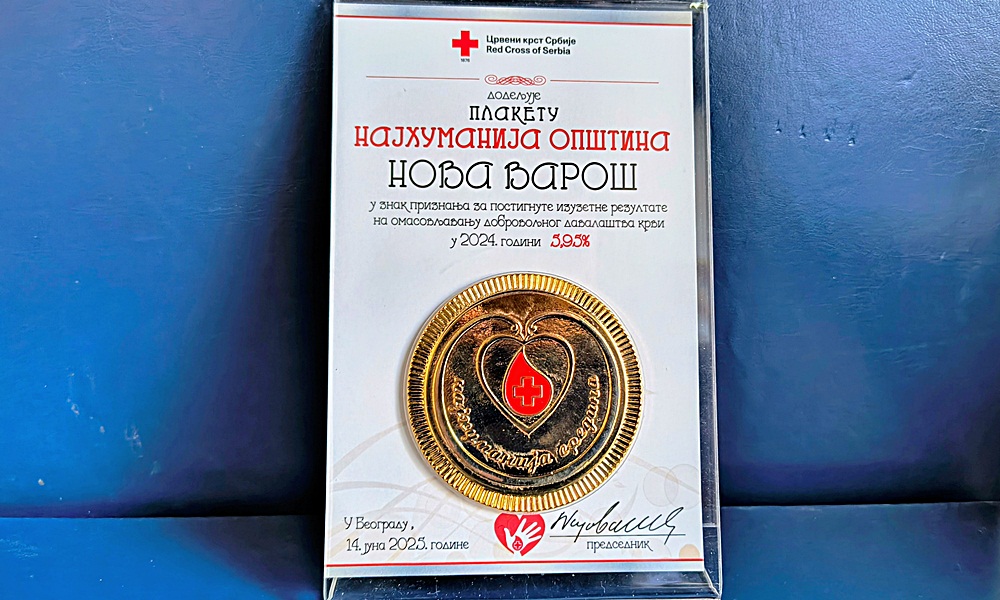 Црвени крст Србије
Red Cross of Serbia
1876
додељује
ПЛАКЕТУ
НАЈХУМАНИЈА ОПШТИНА
НОВА ВАРОШ
у знак признања за постигнуте изузетне резултате
на омасовљавању добровољног давалаштва крви
у 2024. години 5,95%
најхуманија средина
У Београду,
14. јуна 2025. године
председник